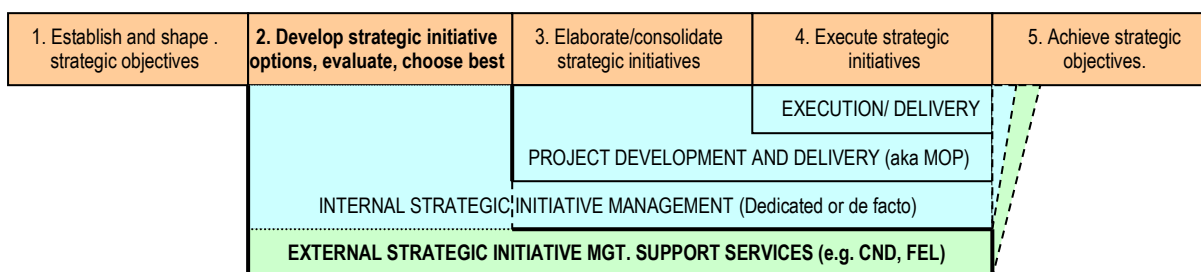 1. Establish and shape .
strategic objectives
2. Develop strategic initiative
options, evaluate, choose best
3. Elaborate/consolidate
strategic initiatives
4. Execute strategic
initiatives
5. Achieve strategic
objectives.
EXECUTION/ DELIVERY
PROJECT DEVELOPMENT AND DELIVERY (aka MOP)
INTERNAL STRATEGIC INITIATIVE MANAGEMENT (Dedicated or de facto)
EXTERNAL STRATEGIC INITIATIVE MGT. SUPPORT SERVICES (e.g. CND, FEL)